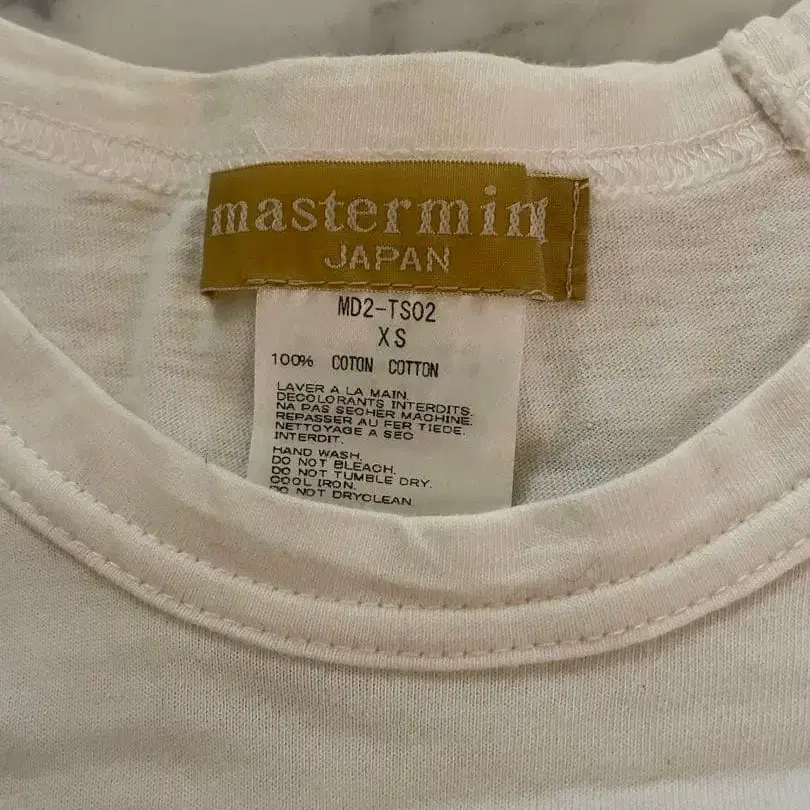 mastermin
JAPAN
MD2-TS02
XS
100% COTON COTTON
LAVER A LA MAIN.
DECOLORANTS INTERDITS.
NA PAS SECHER MACHINE.
REPASSER AU FER TIEDE.
NETTOYAGE A SEC
INTERDIT.
HAND WASH.
DO NOT BLEACH.
DO NOT TUMBLE DRY.
COOL IRON.
DO NOT DRYCLEAN